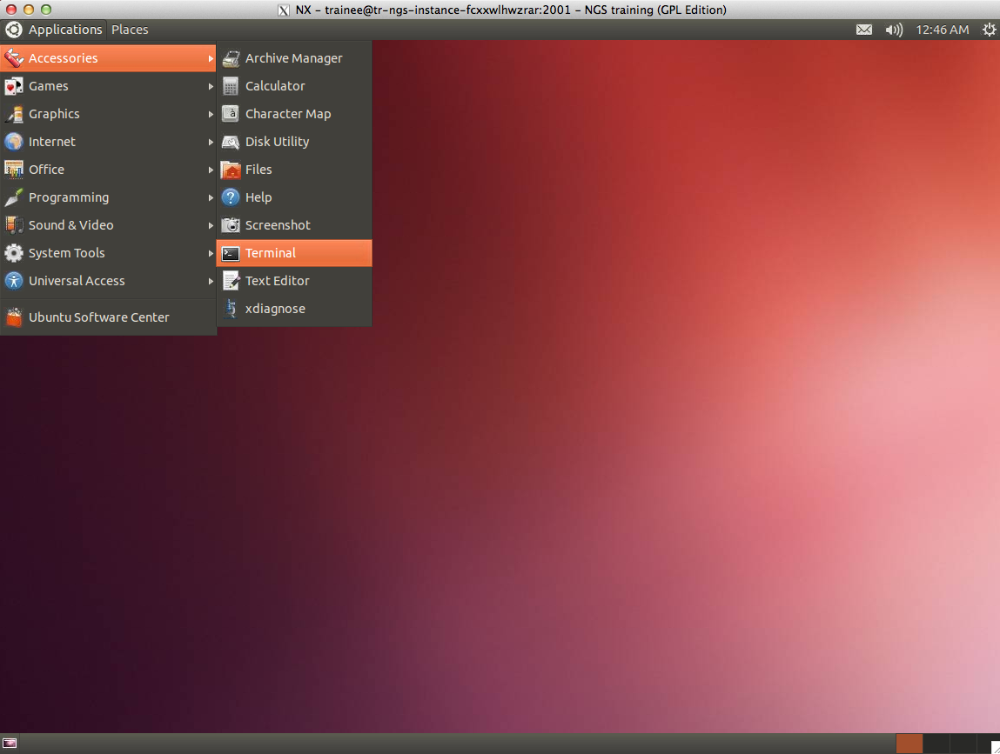 NX - trainee@tr-ngs-instance-fcxxwlhwzrar:2001 - NGS training (GPL Edition)
Applications Places 12:46 AM
Accessories
Games
Graphics
Internet
Office
Programming
Sound & Video
System Tools
Universal Access
Ubuntu Software Center
Archive Manager
Calculator
Character Map
Disk Utility
Files
Help
Screenshot
Terminal
Text Editor
xdiagnose